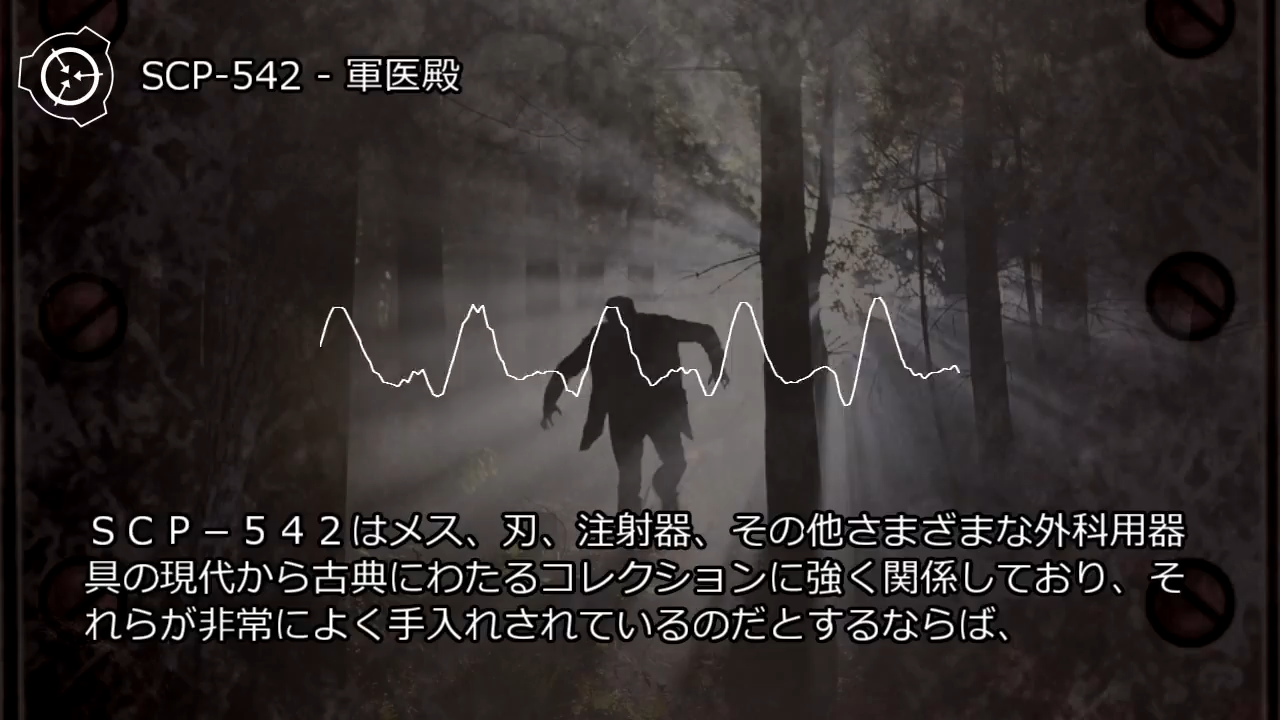 SCP-542 - 軍医殿
ＳＣＰ－５４２はメス、刃、注射器、その他さまざまな外科用器
具の現代から古典にわたるコレクションに強く関係しており、そ
れらが非常によく手入れされているのだとするならば、